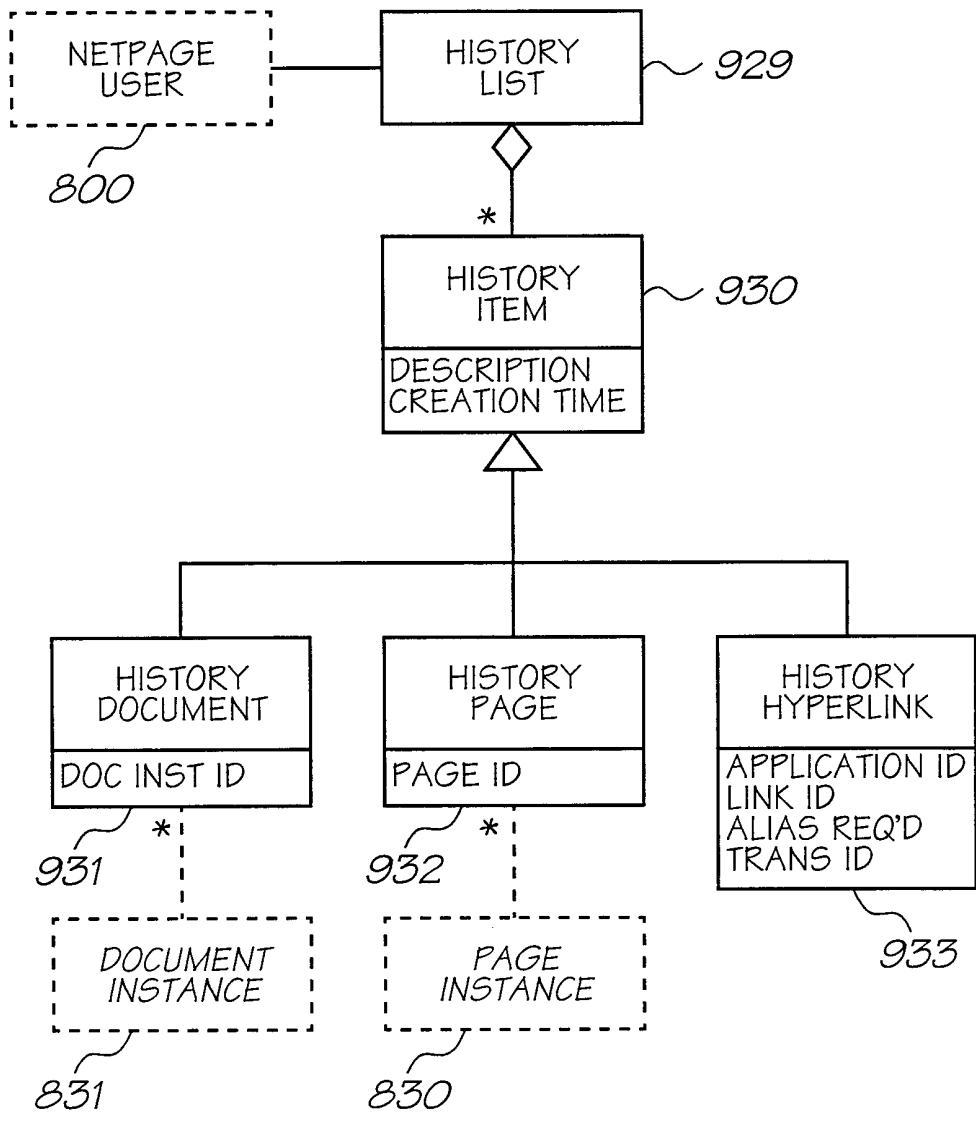 NETPAGE
USER
800
HISTORY
LIST
929
*
HISTORY
ITEM
930
DESCRIPTION
CREATION TIME
HISTORY
DOCUMENT
DOC INST ID
931
*
HISTORY
PAGE
PAGE ID
932
*
HISTORY
HYPERLINK
APPLICATION ID
LINK ID
ALIAS REQ'D
TRANS ID
933
DOCUMENT
INSTANCE
831
PAGE
INSTANCE
830